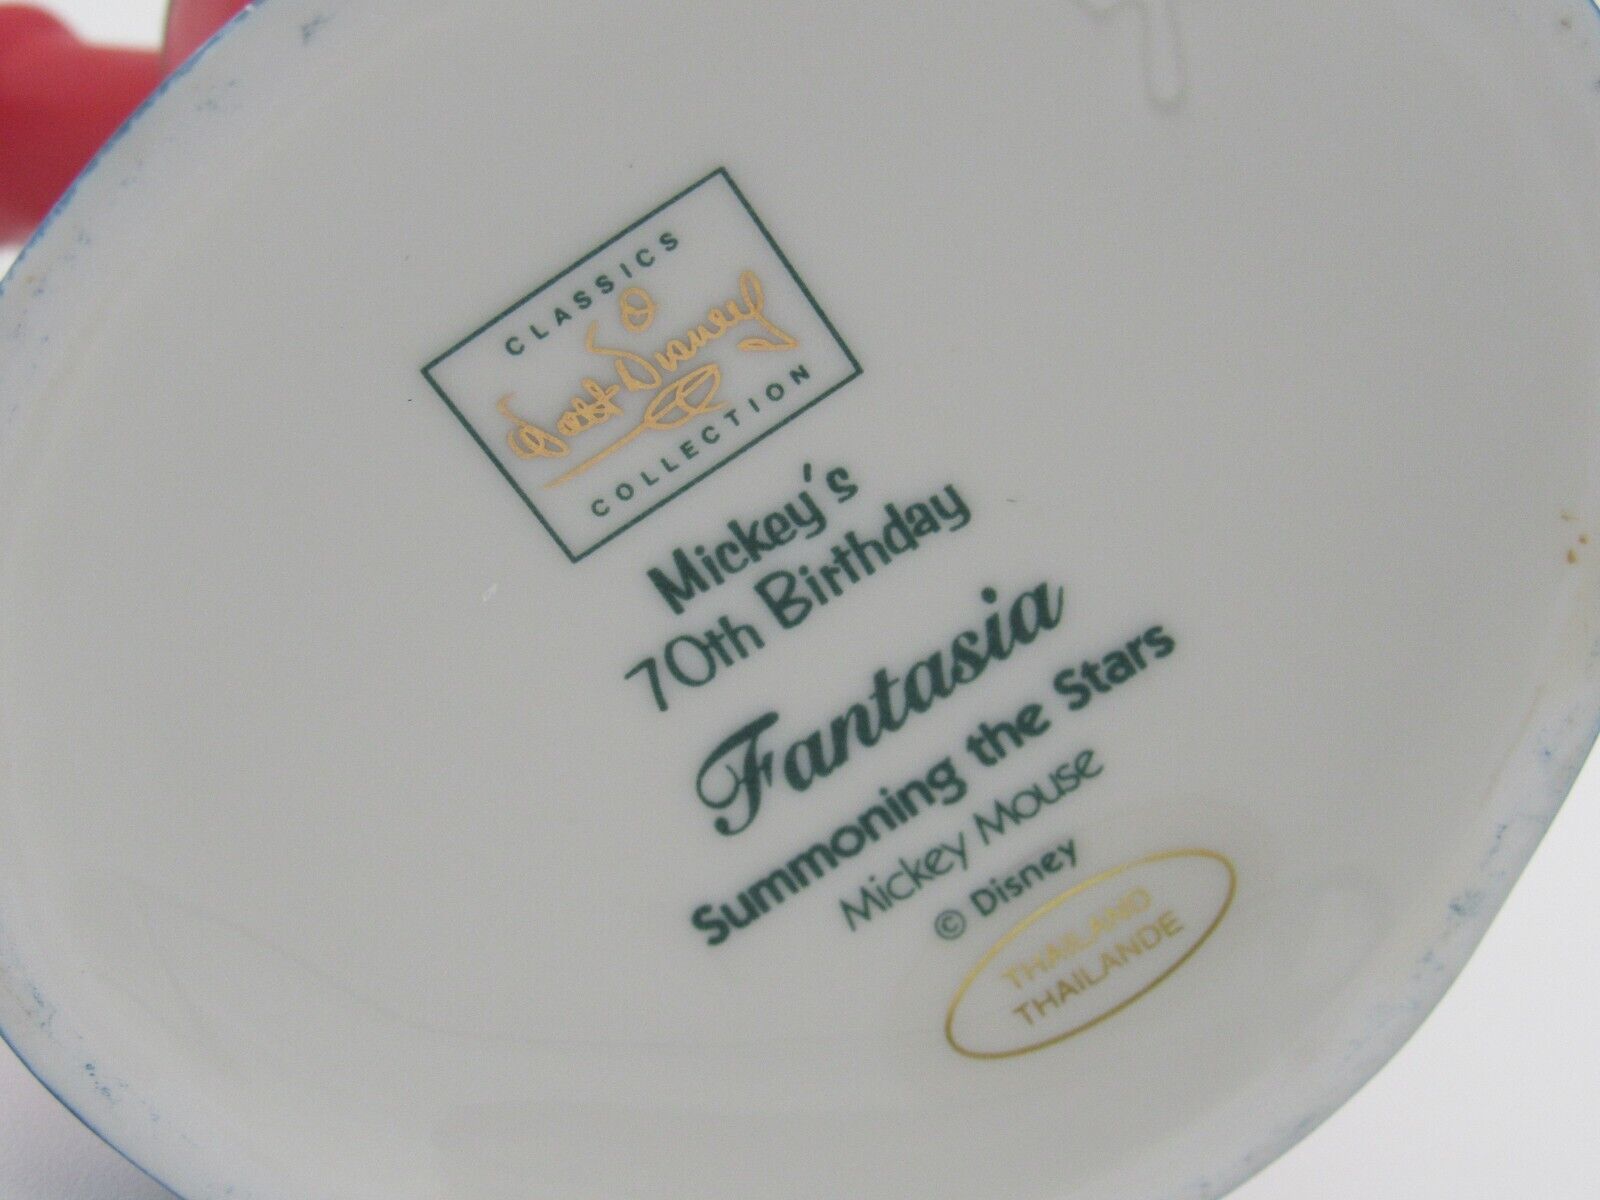 CLASSICS
Walt Disney
COLLECTION
Mickey's
70th Birthday
Fantasia
Summoning the Stars
Mickey Mouse
© Disney
THAILAND
THAILANDE